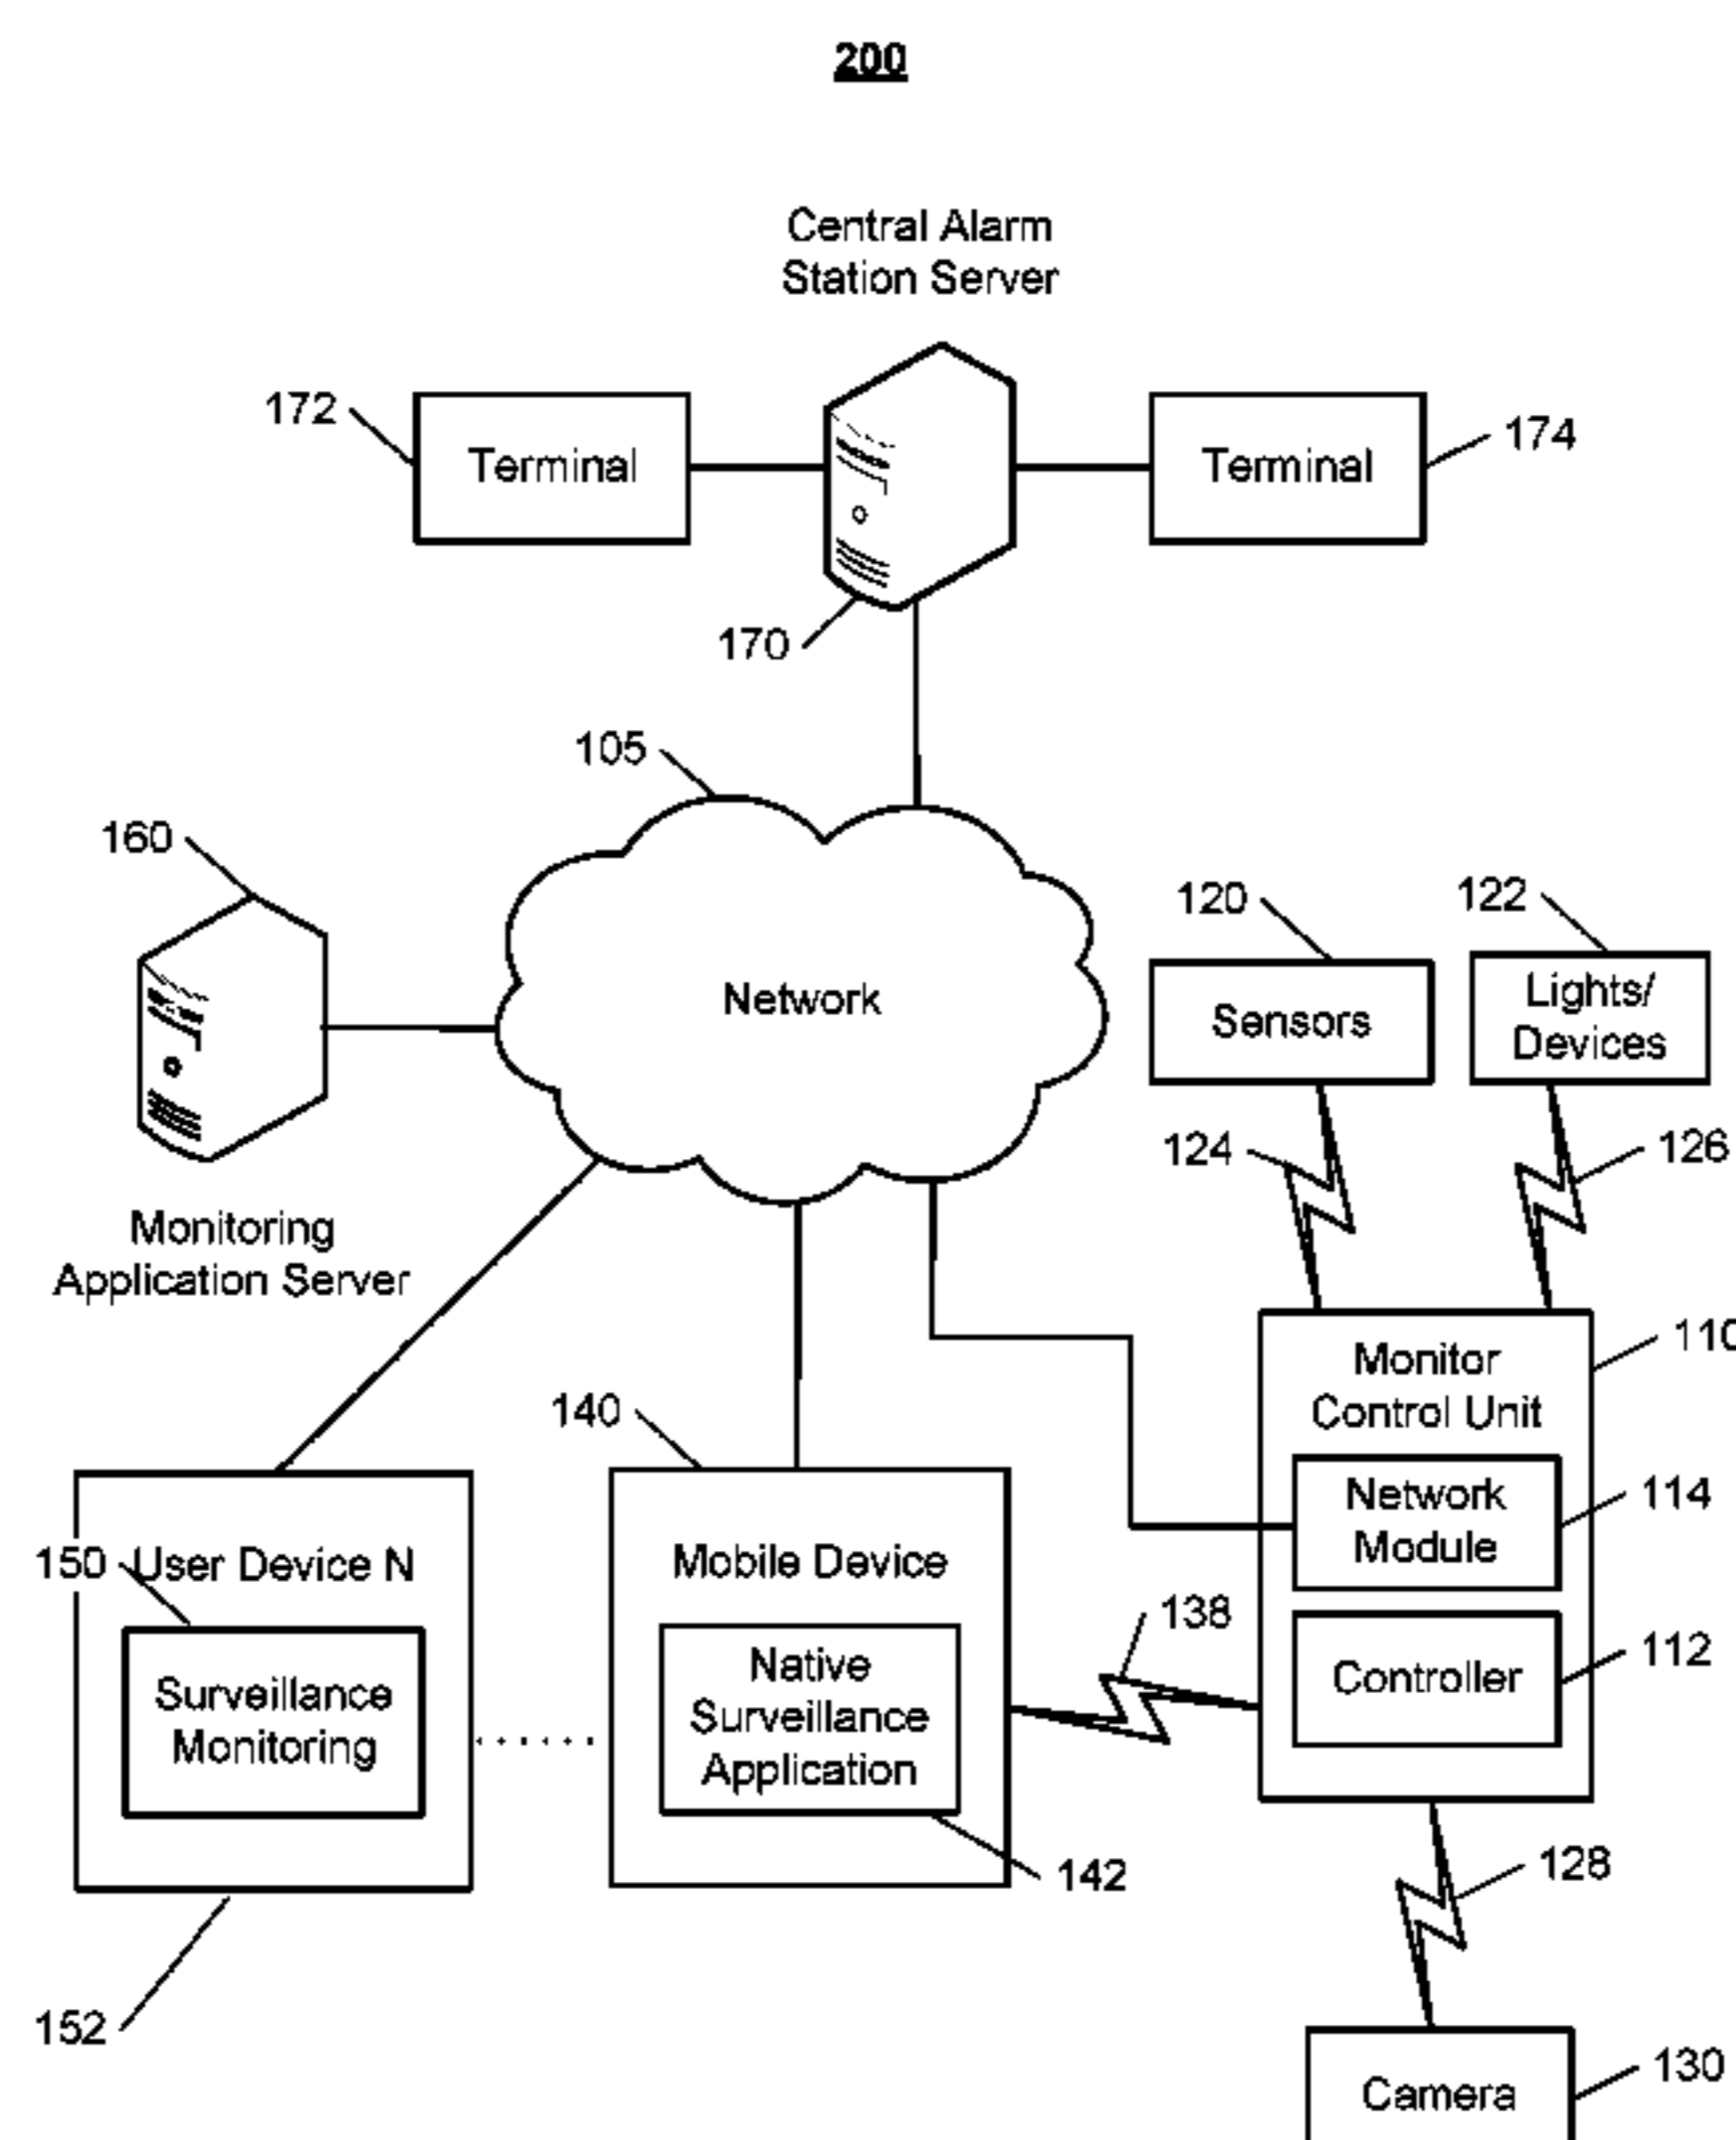 200
Central Alarm
Station Server
172
Terminal
Terminal
174
170
105
160
Network
120
122
Sensors
Lights/
Devices
124
126
Monitoring
Application Server
110
Monitor
Control Unit
140
Network
Module
114
150
User Device N
Mobile Device
138
Controller
112
Surveillance
Monitoring
Native
Surveillance
Application
142
128
152
Camera
130